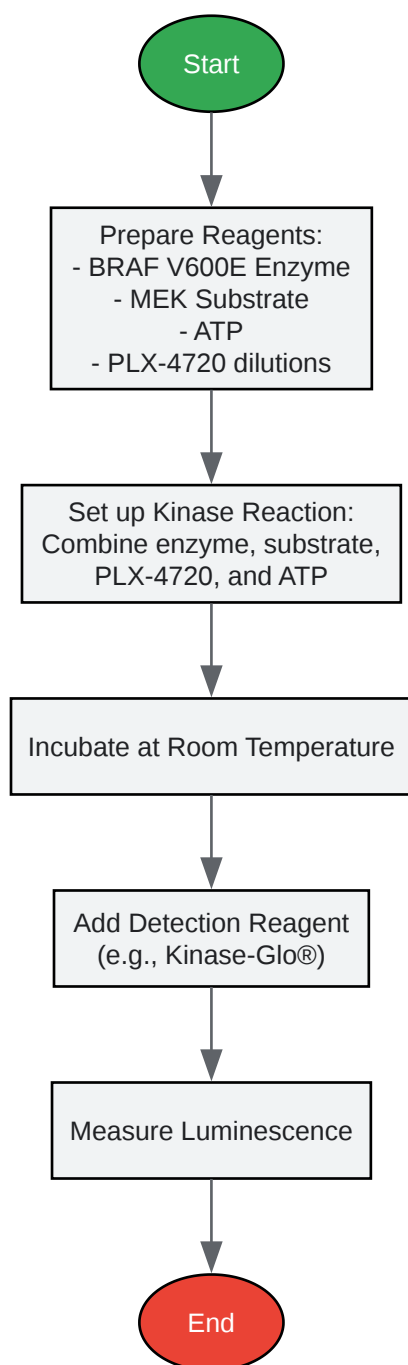 Start
Prepare Reagents:
- BRAF V600E Enzyme
- MEK Substrate
- ATP
- PLX-4720 dilutions
Set up Kinase Reaction:
Combine enzyme, substrate,
PLX-4720, and ATP
Incubate at Room Temperature
Add Detection Reagent
(e.g., Kinase-Glo®)
Measure Luminescence
End